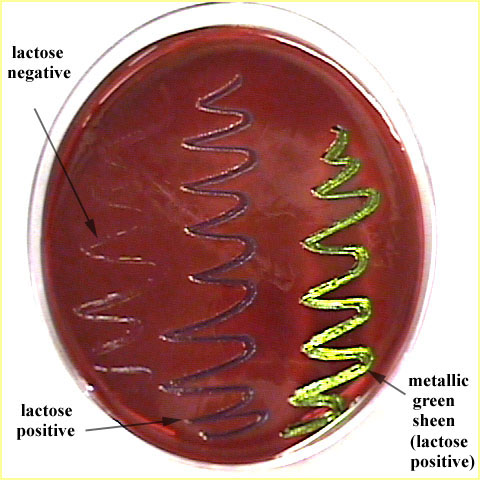 lactose
negative
lactose
positive
metallic
green
sheen
(lactose
positive)